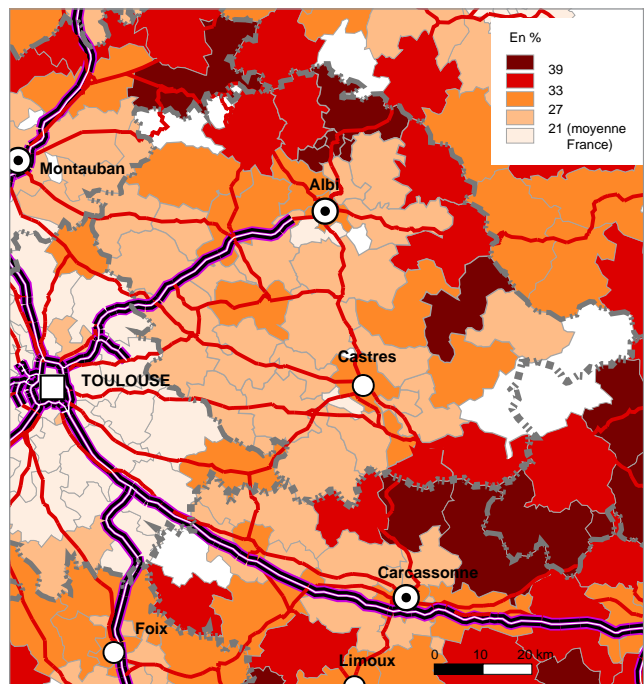 En %
39
33
27
21 (moyenne
France)
Montauban
Albi
Castres
TOULOUSE
Carcassonne
Foix
Limoux
0 10 20 km